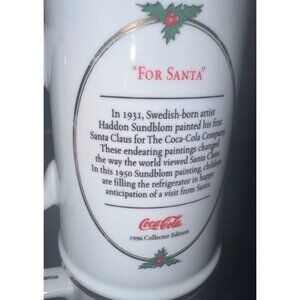 "FOR SANTA"
In 1931, Swedish-born artist
Haddon Sundblom painted his first
Santa Claus for The Coca-Cola Company.
These endearing paintings changed
the way the world viewed Santa Claus.
In this 1950 Sundblom painting, children
are filling the refrigerator in happy
anticipation of a visit from Santa.
Coca-Cola
1996 Collector Edition